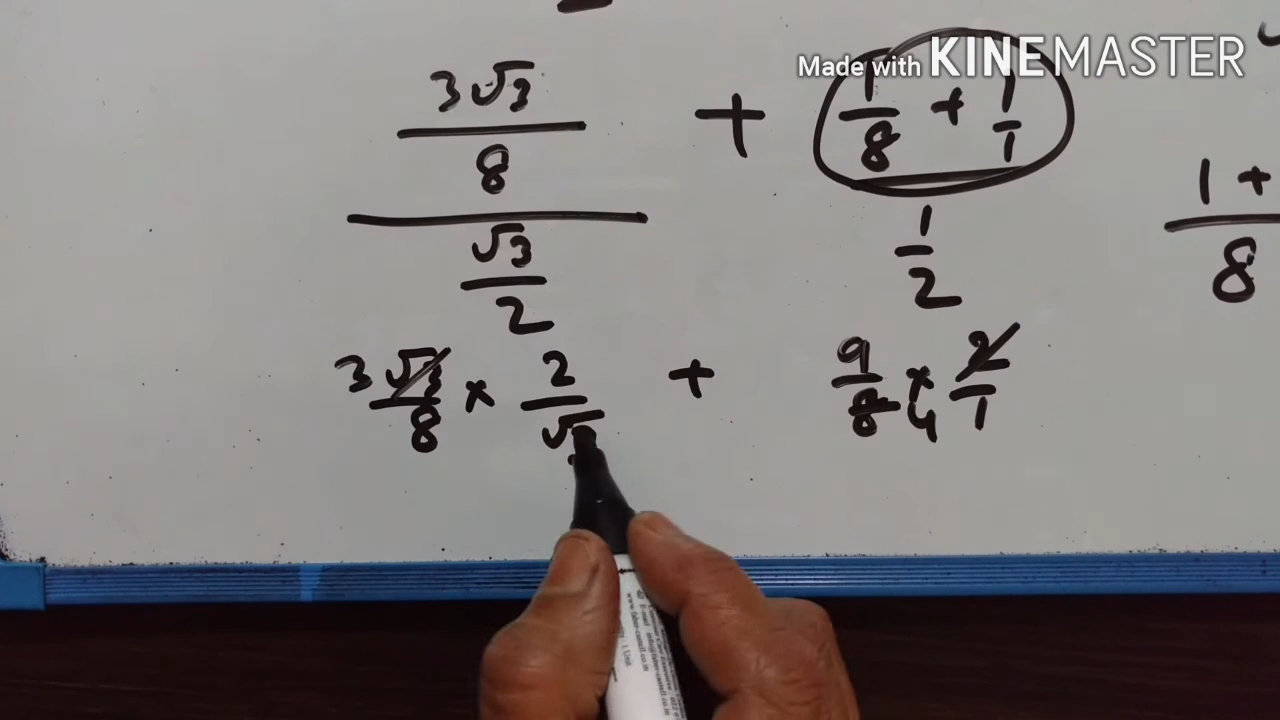 Made with KINEMASTER
3√3/8 + 1/8 + 1/1
√3/2 1/2
1 +
8
3√3/8 × 2/√ + 9/8 × 2/1
4